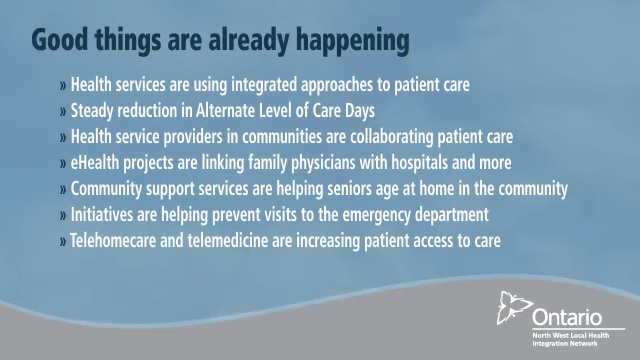 Good things are already happening
» Health services are using integrated approaches to patient care
» Steady reduction in Alternate Level of Care Days
» Health service providers in communities are collaborating patient care
» eHealth projects are linking family physicians with hospitals and more
» Community support services are helping seniors age at home in the community
» Initiatives are helping prevent visits to the emergency department
» Telehomecare and telemedicine are increasing patient access to care
Ontario
North West Local Health
Integration Network